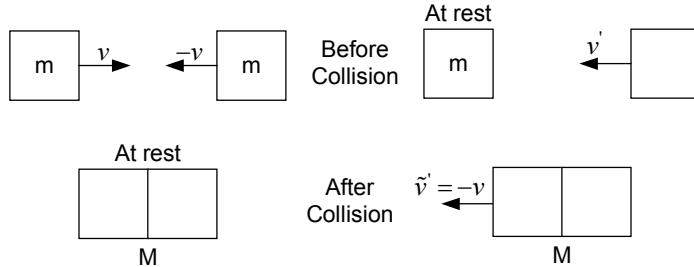 At rest
m
v
−v
m
Before
Collision
m
v'
At rest
M
After
Collision
ṽ' = −v
M